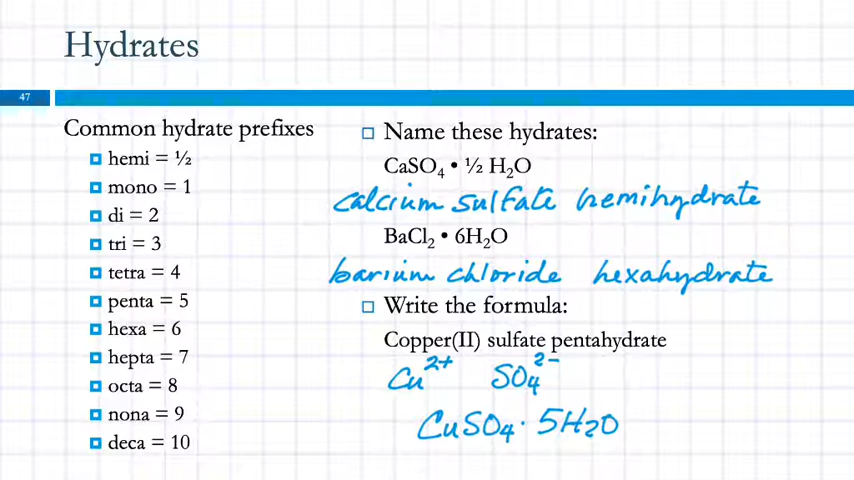 Hydrates
47
Common hydrate prefixes
hemi = ½
mono = 1
di = 2
tri = 3
tetra = 4
penta = 5
hexa = 6
hepta = 7
octa = 8
nona = 9
deca = 10
Name these hydrates:
CaSO₄ • ½ H₂O
calcium sulfate hemihydrate
BaCl₂ • 6H₂O
barium chloride hexahydrate
Write the formula:
Copper(II) sulfate pentahydrate
Cu²⁺ SO₄²⁻
CuSO₄ · 5H₂O